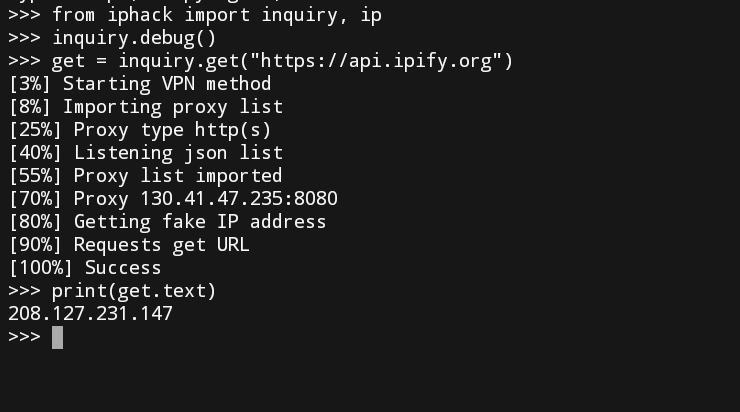 >>> from iphack import inquiry, ip
>>> inquiry.debug()
>>> get = inquiry.get("https://api.ipify.org")
[3%] Starting VPN method
[8%] Importing proxy list
[25%] Proxy type http(s)
[40%] Listening json list
[55%] Proxy list imported
[70%] Proxy 130.41.47.235:8080
[80%] Getting fake IP address
[90%] Requests get URL
[100%] Success
>>> print(get.text)
208.127.231.147
>>>